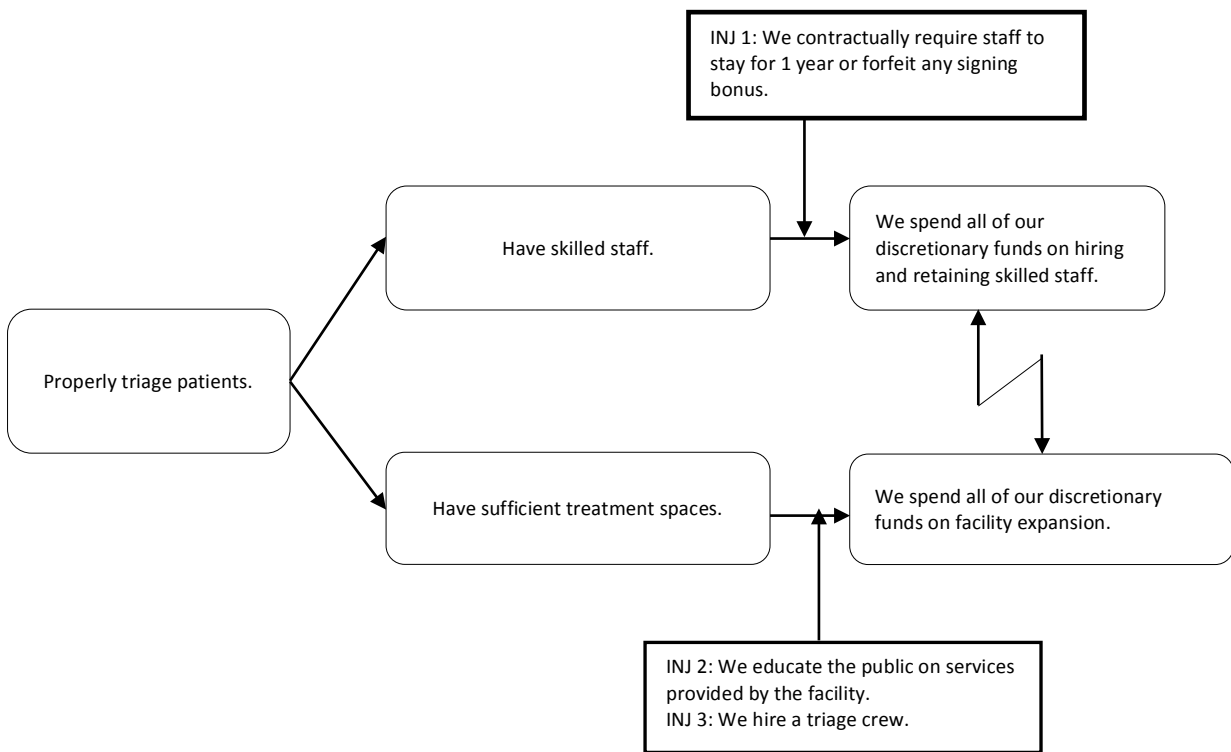 INJ 1: We contractually require staff to
stay for 1 year or forfeit any signing
bonus.
Have skilled staff.
We spend all of our
discretionary funds on hiring
and retaining skilled staff.
Properly triage patients.
Have sufficient treatment spaces.
We spend all of our discretionary
funds on facility expansion.
INJ 2: We educate the public on services
provided by the facility.
INJ 3: We hire a triage crew.